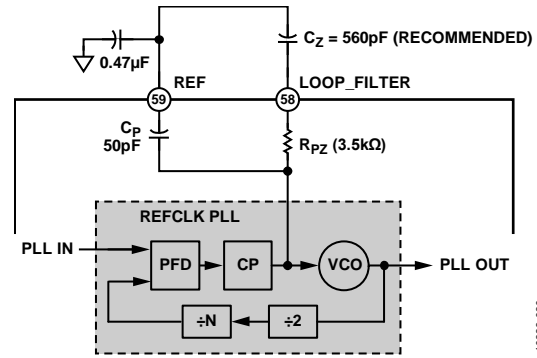 C_Z = 560pF (RECOMMENDED)
0.47µF
REF
LOOP_FILTER
59
58
C_P
50pF
R_PZ (3.5kΩ)
REFCLK PLL
PLL IN
PFD
CP
VCO
PLL OUT
÷N
÷2